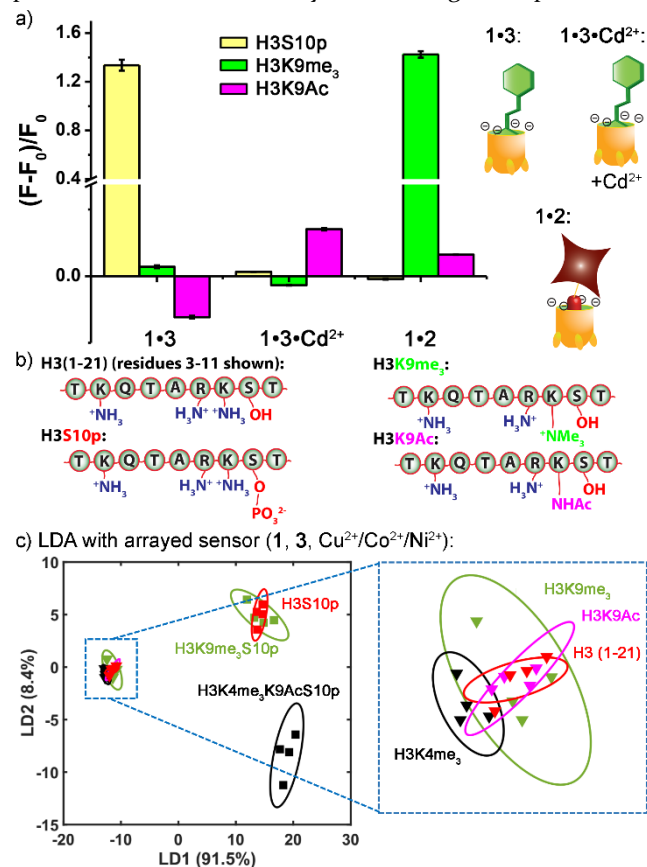 a)
H3S10p
H3K9me₃
H3K9Ac
(F-F₀)/F₀
1.6
1.2
0.8
0.4
0.0
1•3
1•3•Cd²⁺
1•2
1•3:
1•3•Cd²⁺:
+Cd²⁺
1•2:
b) H3(1-21) (residues 3-11 shown):
T K Q T A R K S T
⁺NH₃ H₃N⁺ ⁺NH₃ OH
H3S10p:
T K Q T A R K S T
⁺NH₃ H₃N⁺ ⁺NH₃ O
PO₃²⁻
H3K9me₃:
T K Q T A R K S T
⁺NH₃ H₃N⁺ OH
⁺NMe₃
H3K9Ac:
T K Q T A R K S T
⁺NH₃ H₃N⁺ OH
NHAc
c) LDA with arrayed sensor (1, 3, Cu²⁺/Co²⁺/Ni²⁺):
LD2 (8.4%)
10
5
0
-5
-10
-15
-20 -10 0 10 20 30
LD1 (91.5%)
H3S10p
H3K9me₃S10p
H3K4me₃K9AcS10p
H3K9me₃
H3K9Ac
H3 (1-21)
H3K4me₃